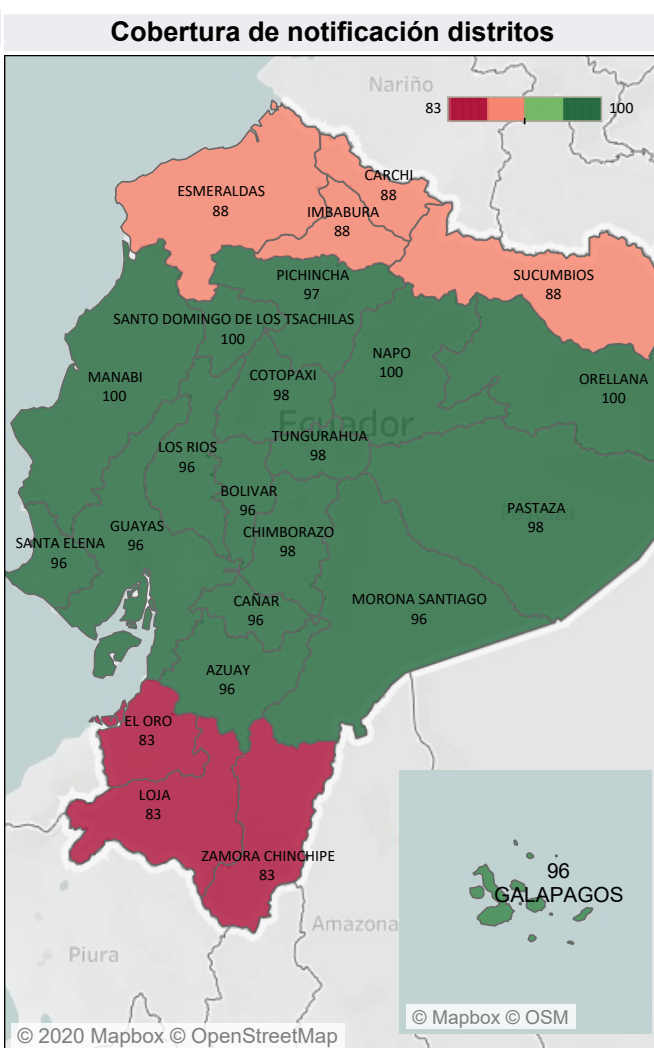 Cobertura de notificación distritos
Nariño
83
100
CARCHI
88
ESMERALDAS
88
IMBABURA
88
SUCUMBIOS
88
PICHINCHA
97
SANTO DOMINGO DE LOS TSACHILAS
100
NAPO
100
MANABI
100
COTOPAXI
98
ORELLANA
100
Ecuador
TUNGURAHUA
98
LOS RIOS
96
BOLIVAR
96
PASTAZA
98
GUAYAS
96
CHIMBORAZO
98
SANTA ELENA
96
CAÑAR
96
MORONA SANTIAGO
96
AZUAY
96
EL ORO
83
LOJA
83
ZAMORA CHINCHIPE
83
96
GALAPAGOS
Amazona
Piura
© Mapbox © OSM
© 2020 Mapbox © OpenStreetMap